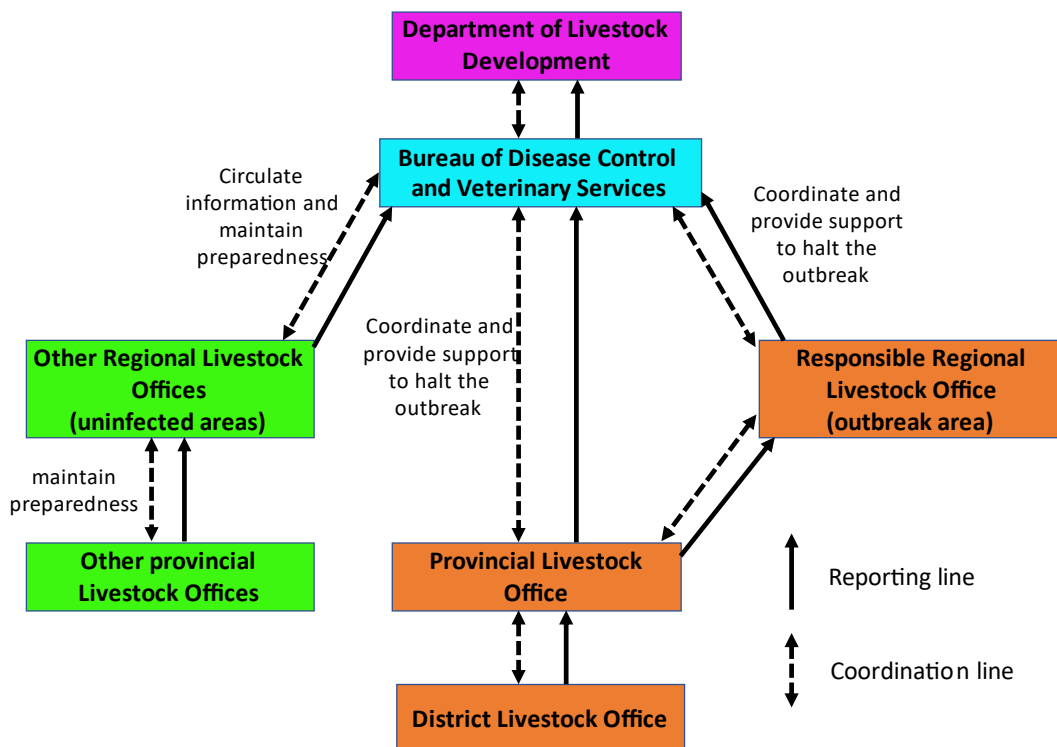 Department of Livestock
Development
Bureau of Disease Control
and Veterinary Services
Circulate
information and
maintain
preparedness
Coordinate and
provide support
to halt the
outbreak
Coordinate and
provide support
to halt the
outbreak
Other Regional Livestock
Offices
(uninfected areas)
Responsible Regional
Livestock Office
(outbreak area)
maintain
preparedness
Other provincial
Livestock Offices
Provincial Livestock
Office
Reporting line
Coordination line
District Livestock Office